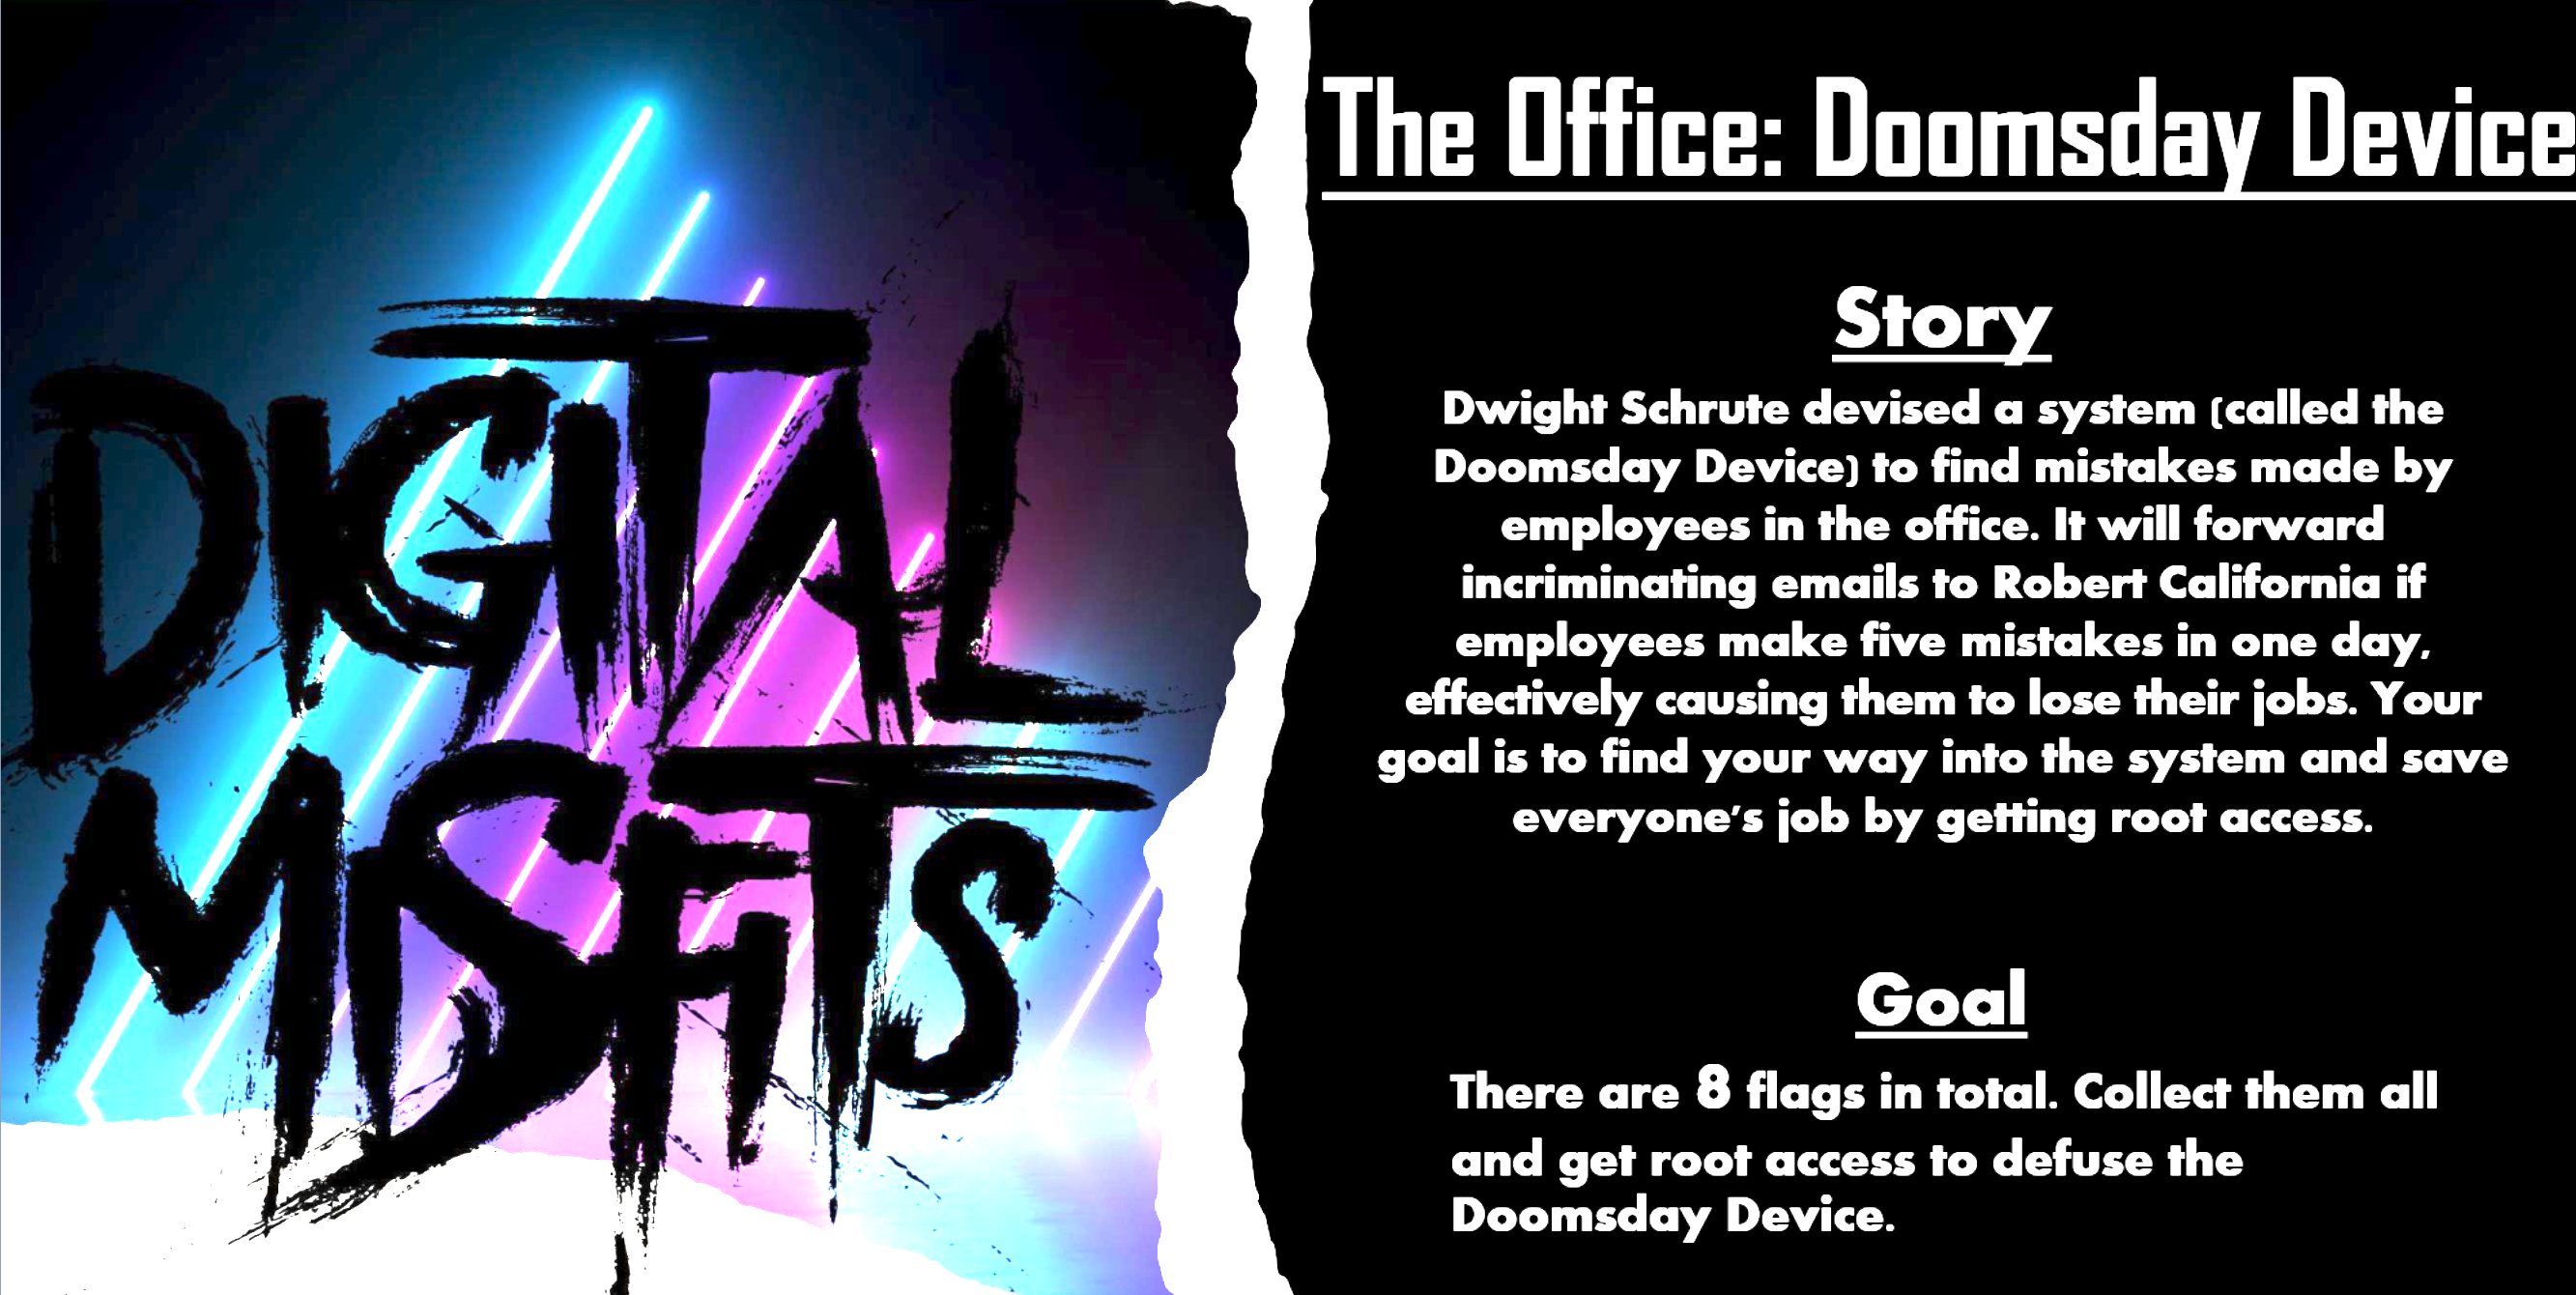 DIGITAL
MISFITS
The Office: Doomsday Device
Story
Dwight Schrute devised a system (called the
Doomsday Device) to find mistakes made by
employees in the office. It will forward
incriminating emails to Robert California if
employees make five mistakes in one day,
effectively causing them to lose their jobs. Your
goal is to find your way into the system and save
everyone's job by getting root access.
Goal
There are 8 flags in total. Collect them all
and get root access to defuse the
Doomsday Device.